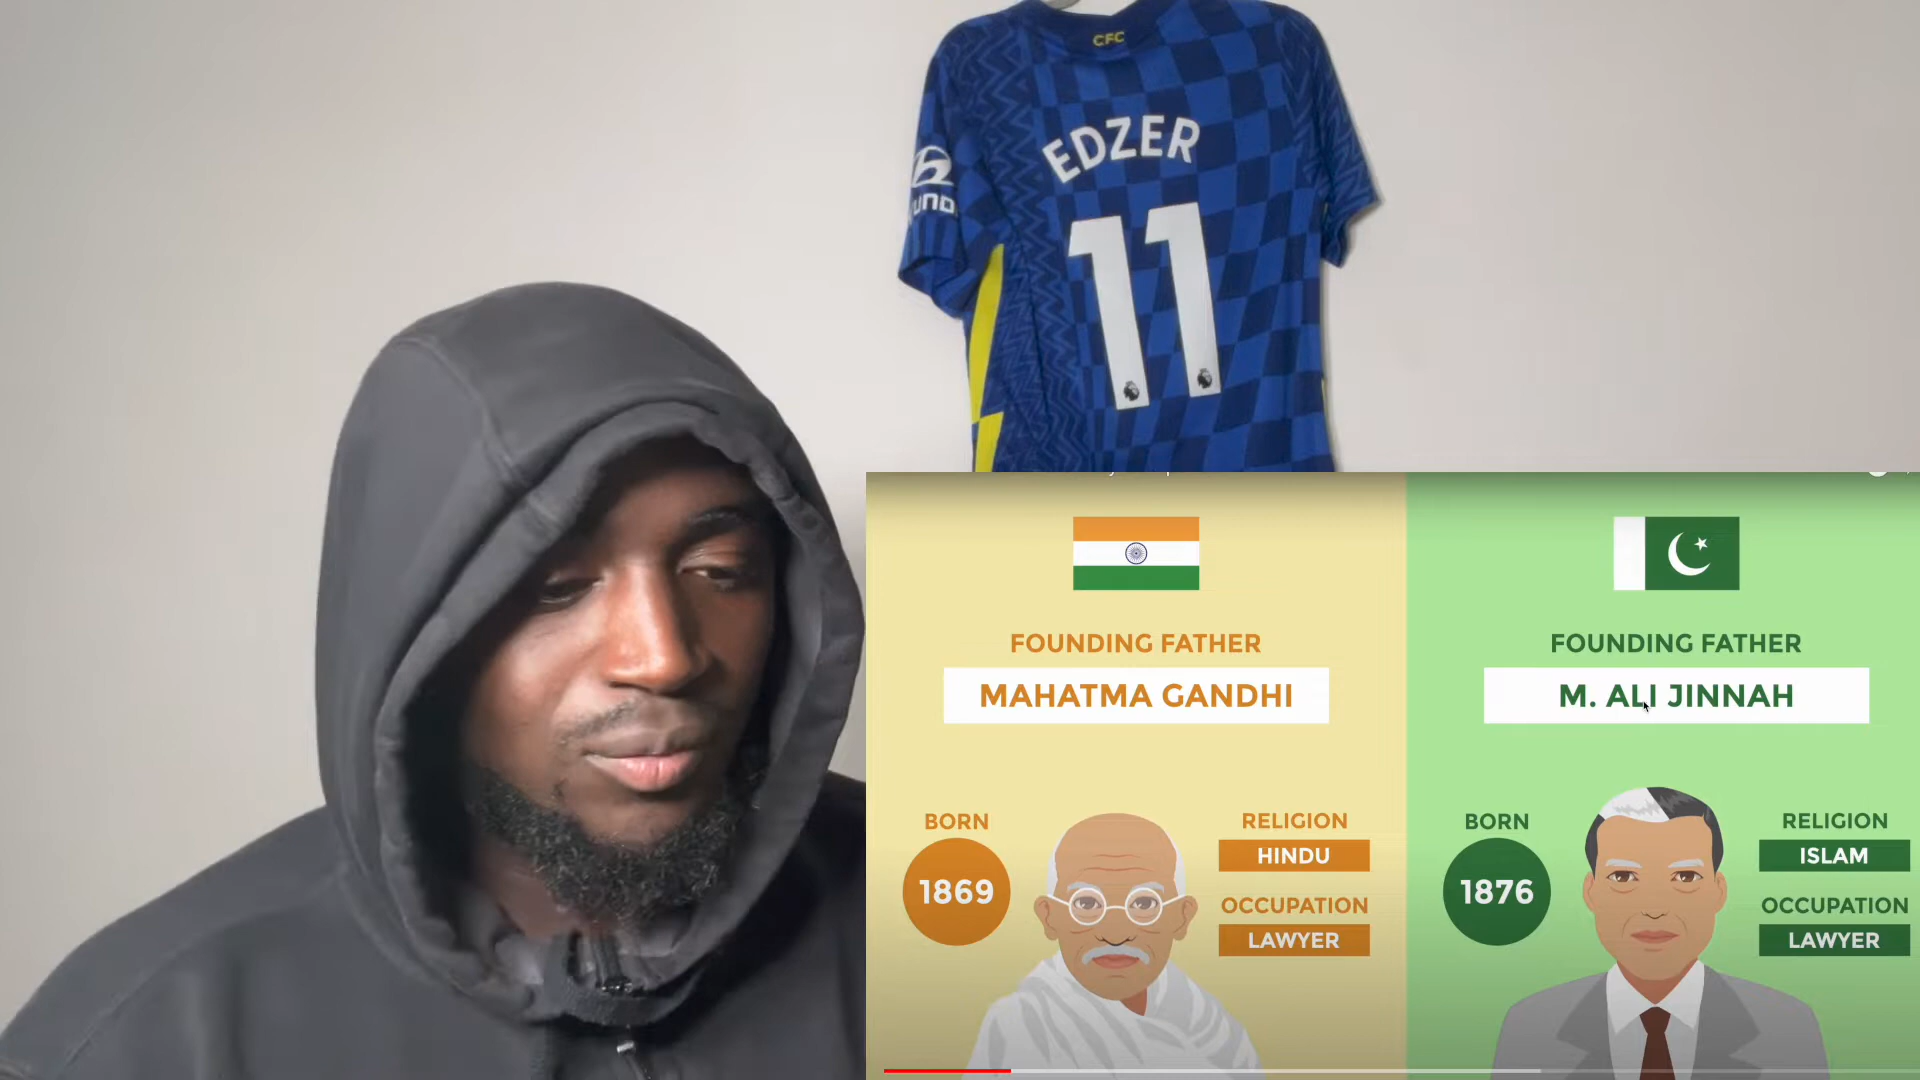 CFC
EDZER
11
FOUNDING FATHER
MAHATMA GANDHI
BORN
1869
RELIGION
HINDU
OCCUPATION
LAWYER
FOUNDING FATHER
M. ALI JINNAH
BORN
1876
RELIGION
ISLAM
OCCUPATION
LAWYER